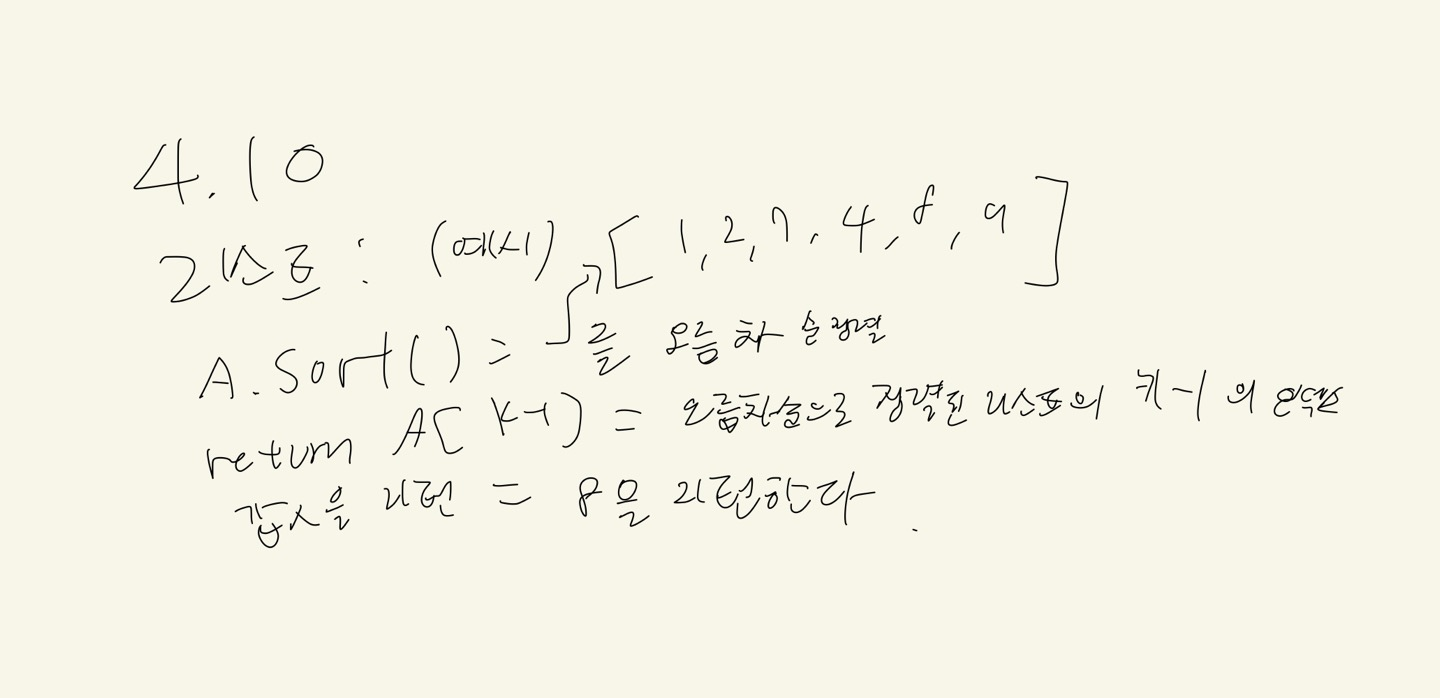 4.10
리스트 : (예시) [1, 2, 7, 4, 8, 9]
A.Sort() = 를 오름차순정렬
return A[K-1) = 오름차순으로 정렬된 리스트의 키-1의 인덱스
값을 리턴 = 8을 리턴한다.